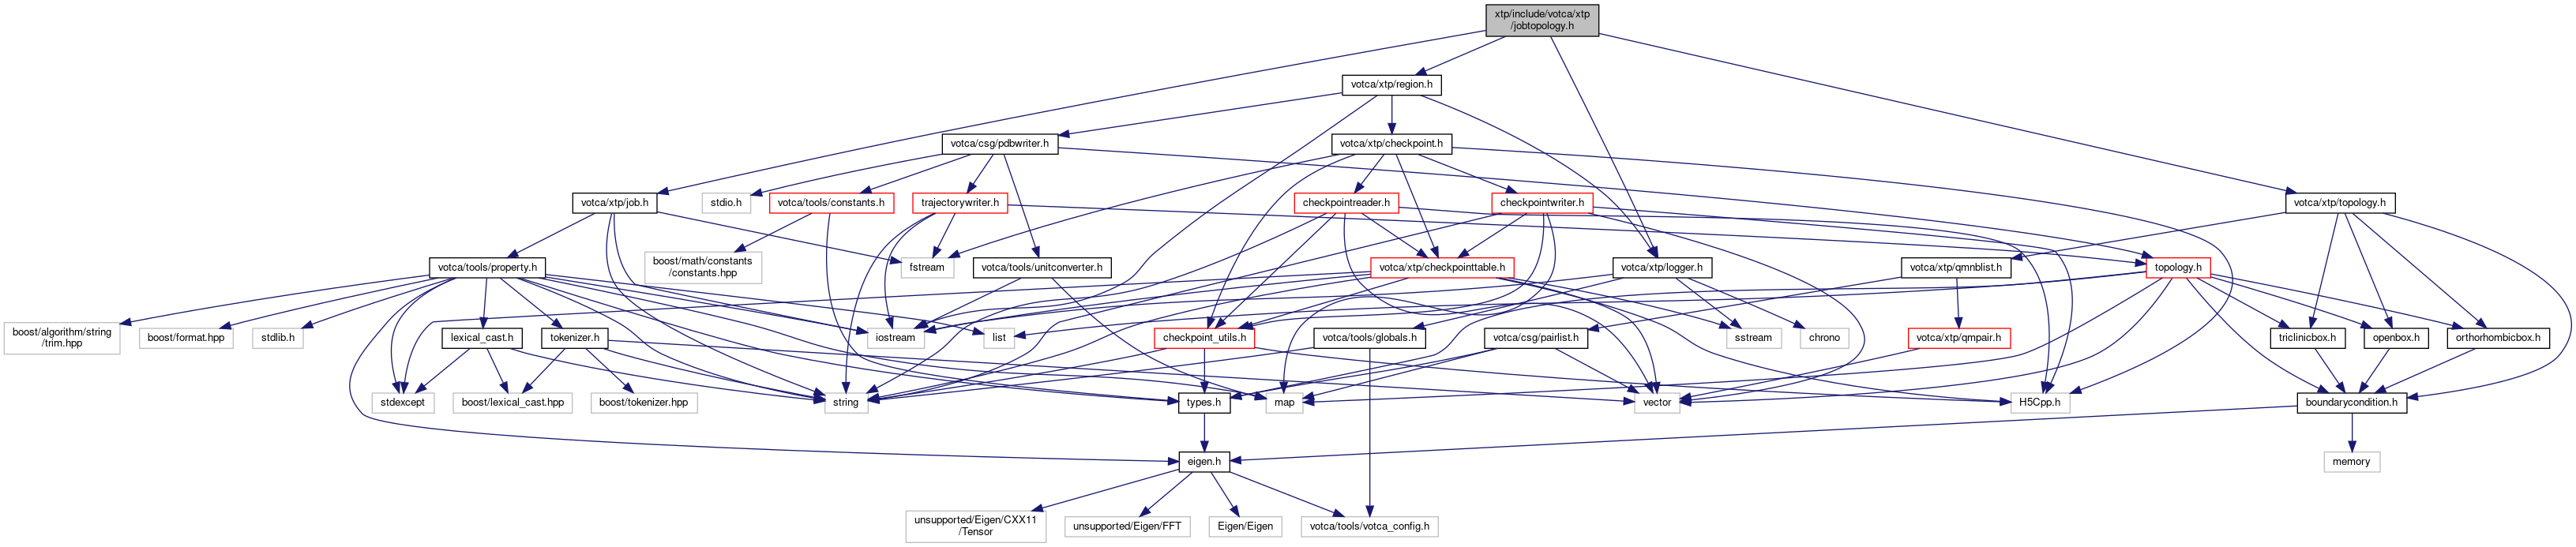 xtp/include/votca/xtp
/jobtopology.h
votca/xtp/region.h
votca/csg/pdbwriter.h
votca/xtp/checkpoint.h
votca/xtp/job.h
stdio.h
votca/tools/constants.h
trajectorywriter.h
checkpointreader.h
checkpointwriter.h
votca/xtp/topology.h
votca/tools/property.h
boost/math/constants
/constants.hpp
fstream
votca/tools/unitconverter.h
votca/xtp/checkpointtable.h
votca/xtp/logger.h
votca/xtp/qmnblist.h
topology.h
boost/algorithm/string
/trim.hpp
boost/format.hpp
stdlib.h
lexical_cast.h
tokenizer.h
iostream
list
checkpoint_utils.h
votca/tools/globals.h
votca/csg/pairlist.h
sstream
chrono
votca/xtp/qmpair.h
triclinicbox.h
openbox.h
orthorhombicbox.h
stdexcept
boost/lexical_cast.hpp
boost/tokenizer.hpp
string
types.h
map
vector
H5Cpp.h
boundarycondition.h
eigen.h
memory
unsupported/Eigen/CXX11
/Tensor
unsupported/Eigen/FFT
Eigen/Eigen
votca/tools/votca_config.h